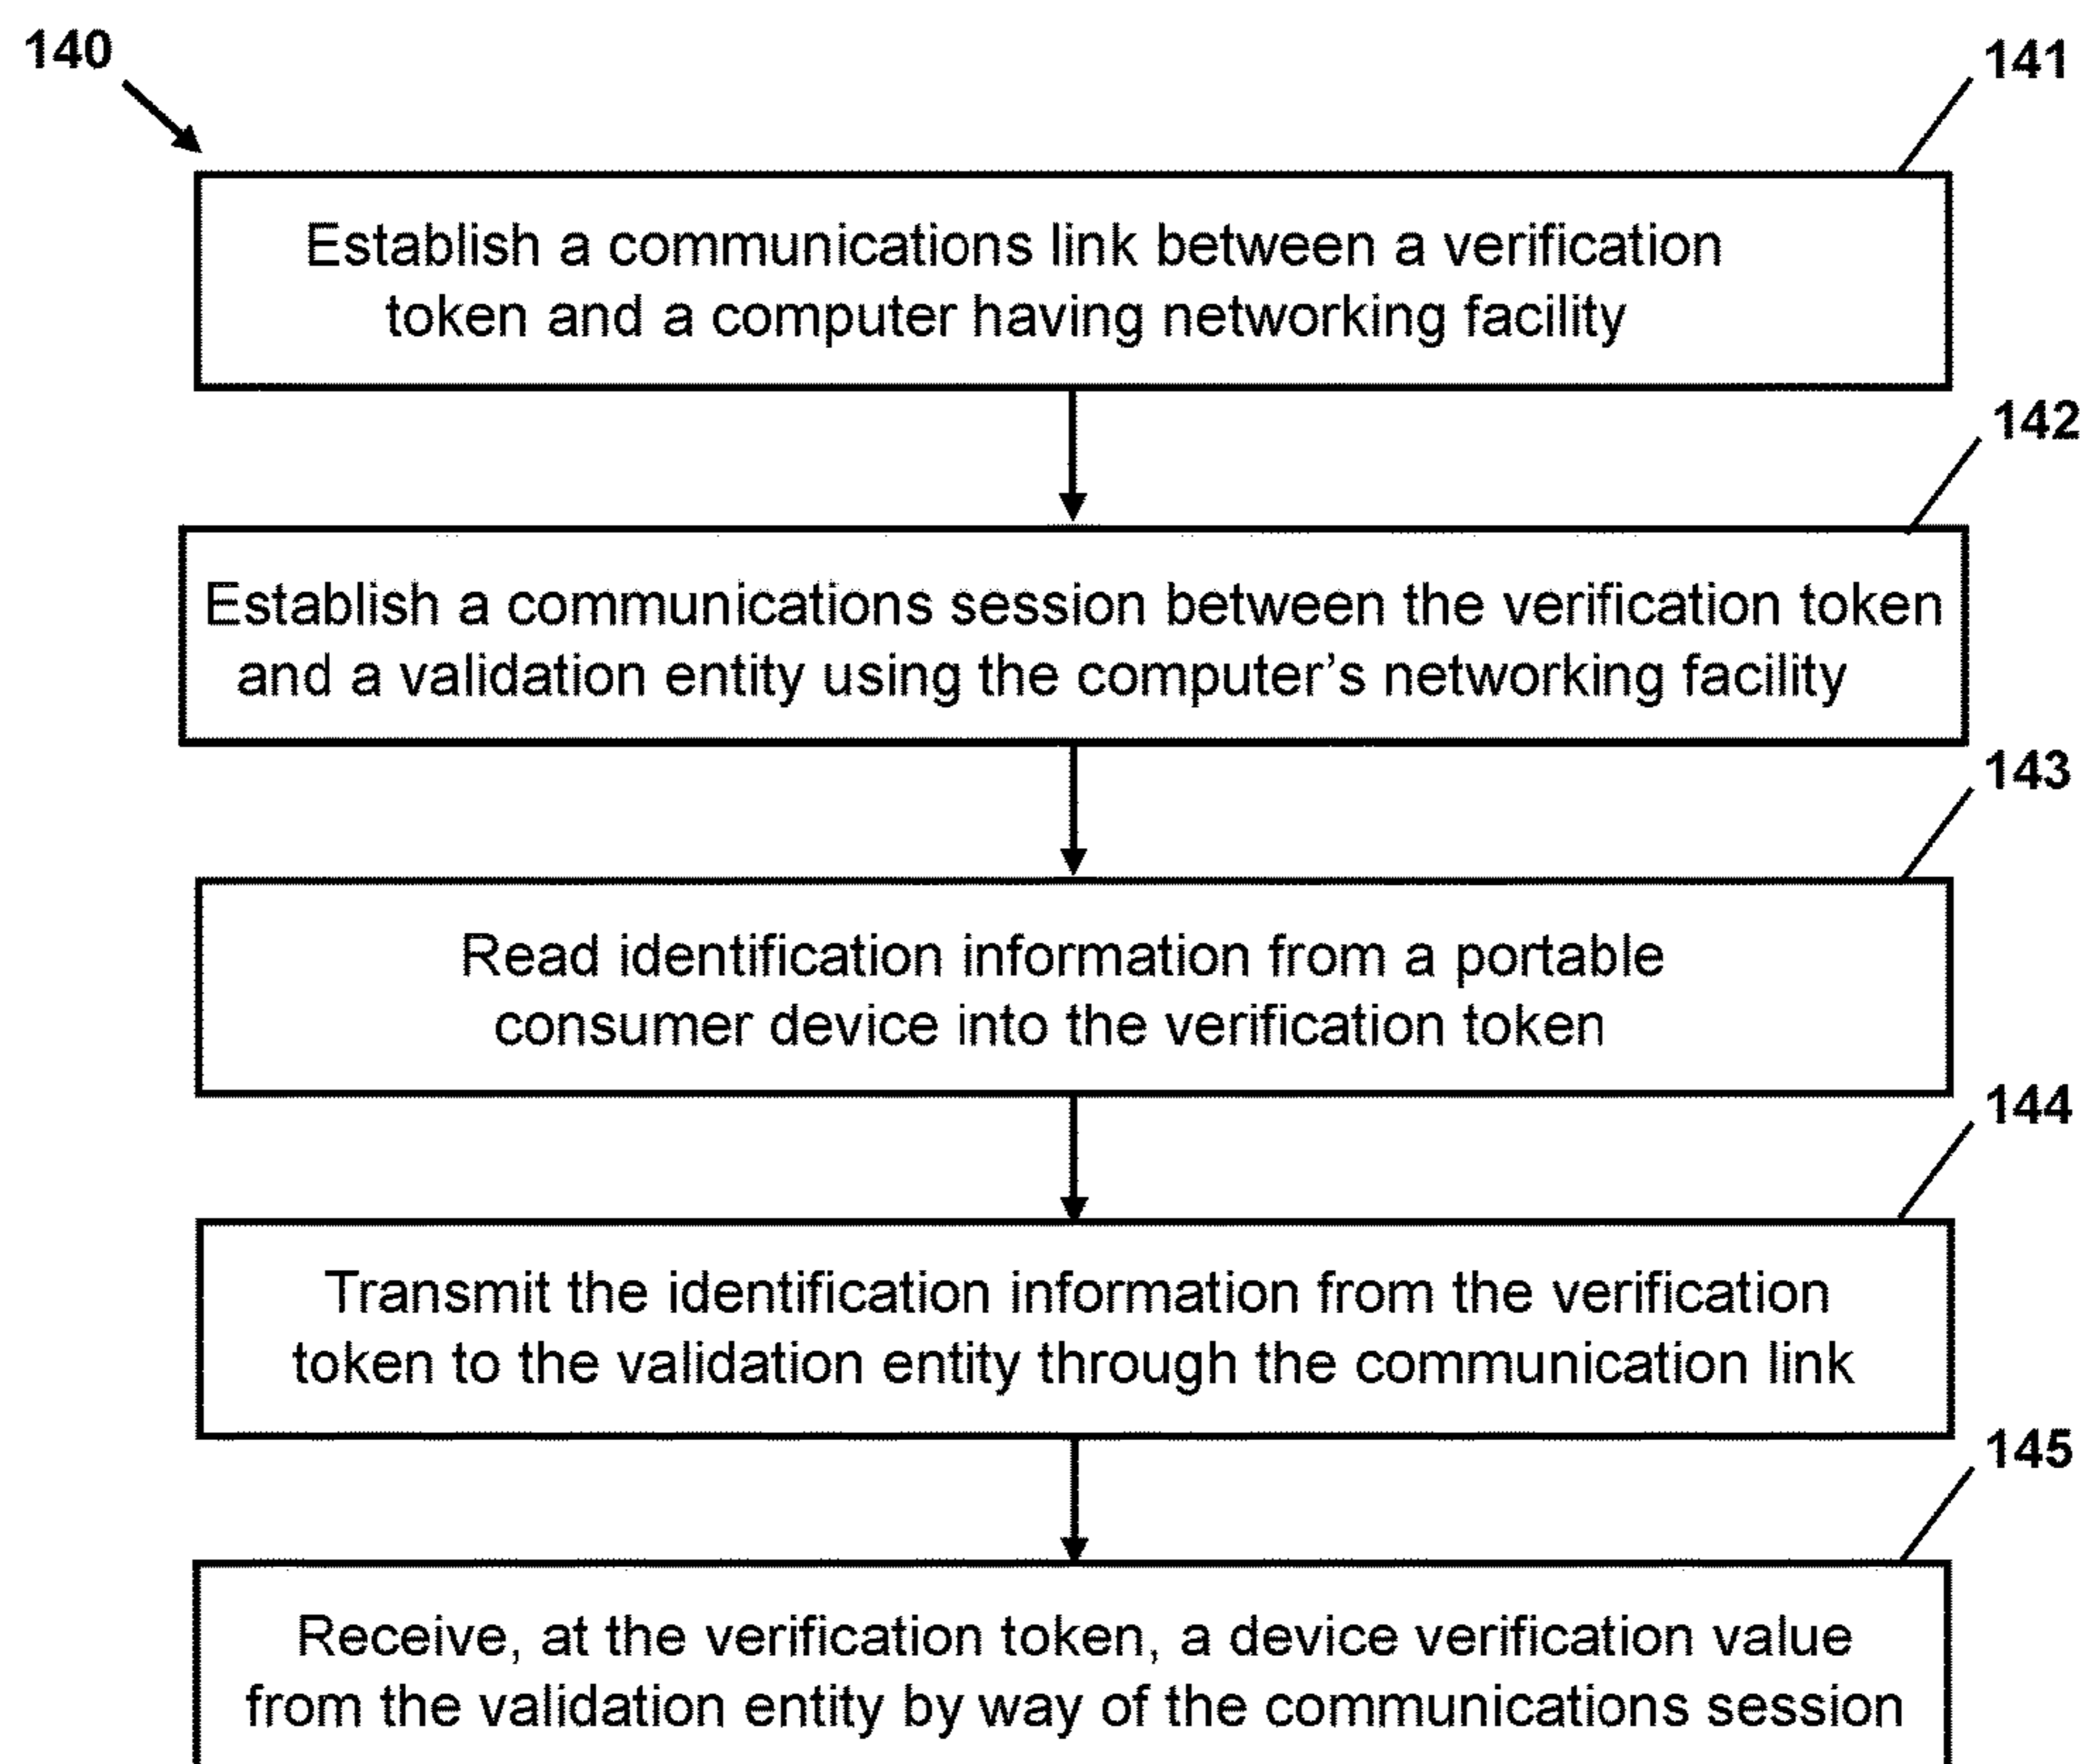 140
141
Establish a communications link between a verification
token and a computer having networking facility
142
Establish a communications session between the verification token
and a validation entity using the computer’s networking facility
143
Read identification information from a portable
consumer device into the verification token
144
Transmit the identification information from the verification
token to the validation entity through the communication link
145
Receive, at the verification token, a device verification value
from the validation entity by way of the communications session